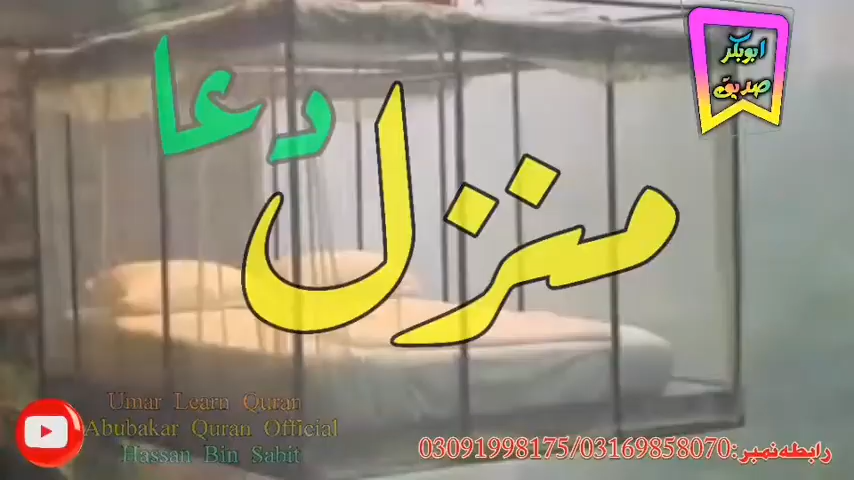 ابوبکر
صدیق
منزل دعا
Umar Learn Quran
Abubakar Quran Official
Hassan Bin Sabit
رابطہ نمبر:03091998175/03169858070